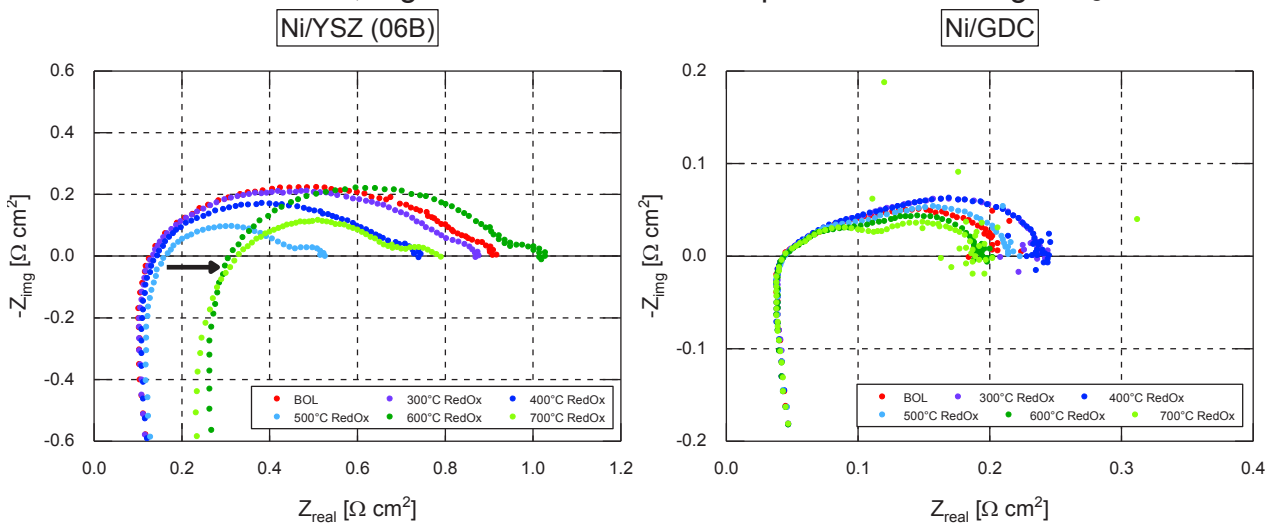 Ni/YSZ (06B)
Ni/GDC
0.6
0.4
0.2
0.0
-0.2
-0.4
-0.6
-Z_img [Ω cm²]
BOL
300°C RedOx
400°C RedOx
500°C RedOx
600°C RedOx
700°C RedOx
0.0 0.2 0.4 0.6 0.8 1.0 1.2
Z_real [Ω cm²]
0.2
0.1
0.0
-0.1
-0.2
-Z_img [Ω cm²]
BOL
300°C RedOx
400°C RedOx
500°C RedOx
600°C RedOx
700°C RedOx
0.0 0.1 0.2 0.3 0.4
Z_real [Ω cm²]